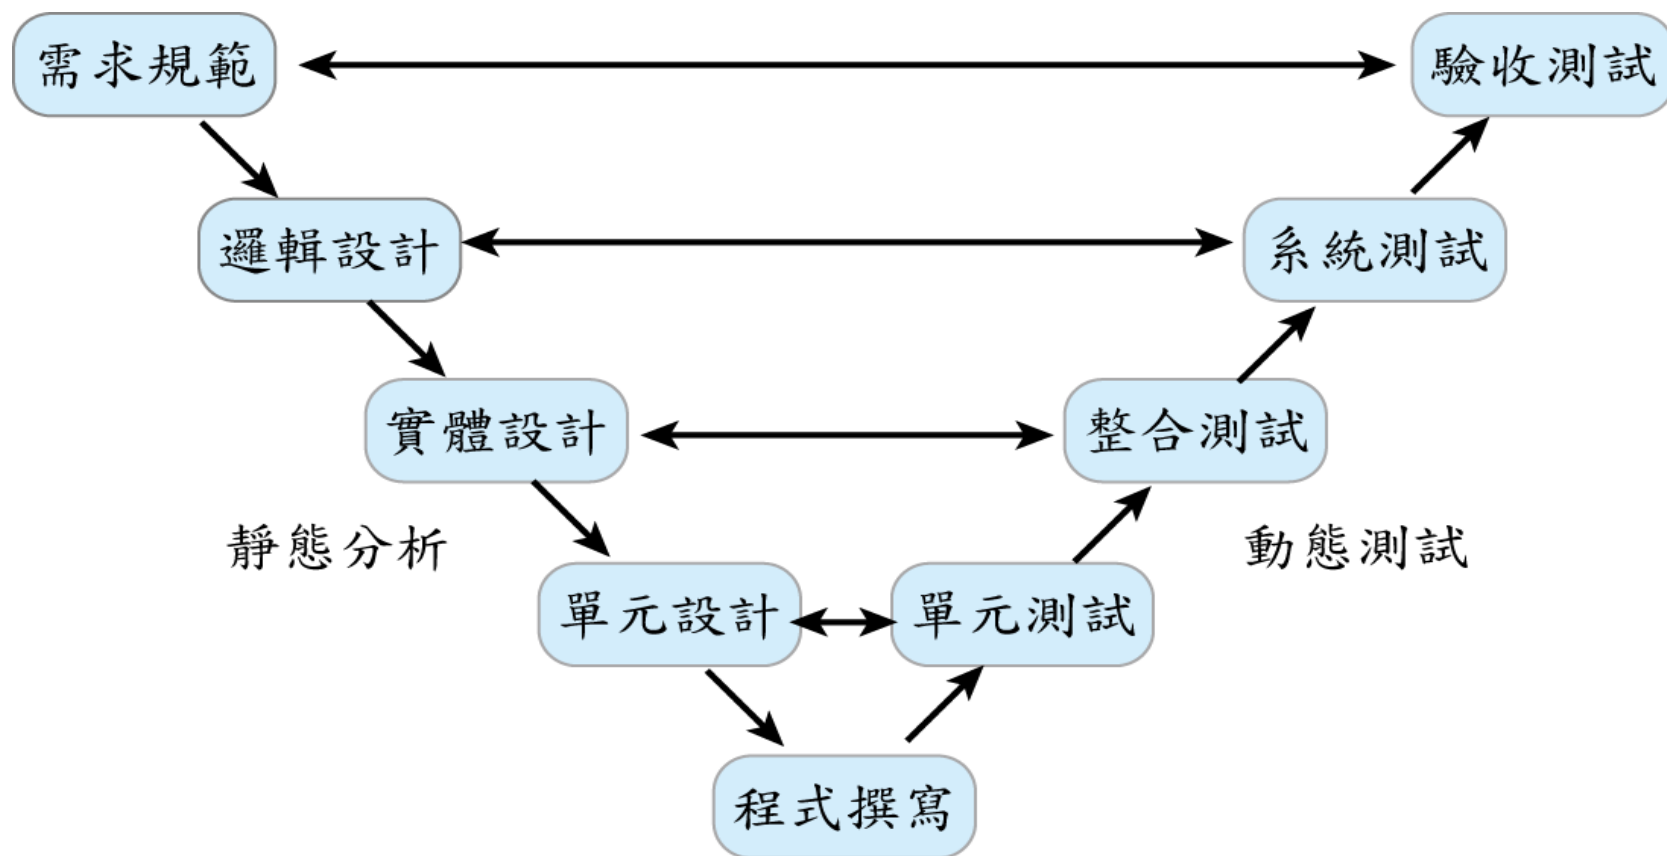 需求規範
驗收測試
邏輯設計
系統測試
實體設計
整合測試
靜態分析
動態測試
單元設計
單元測試
程式撰寫